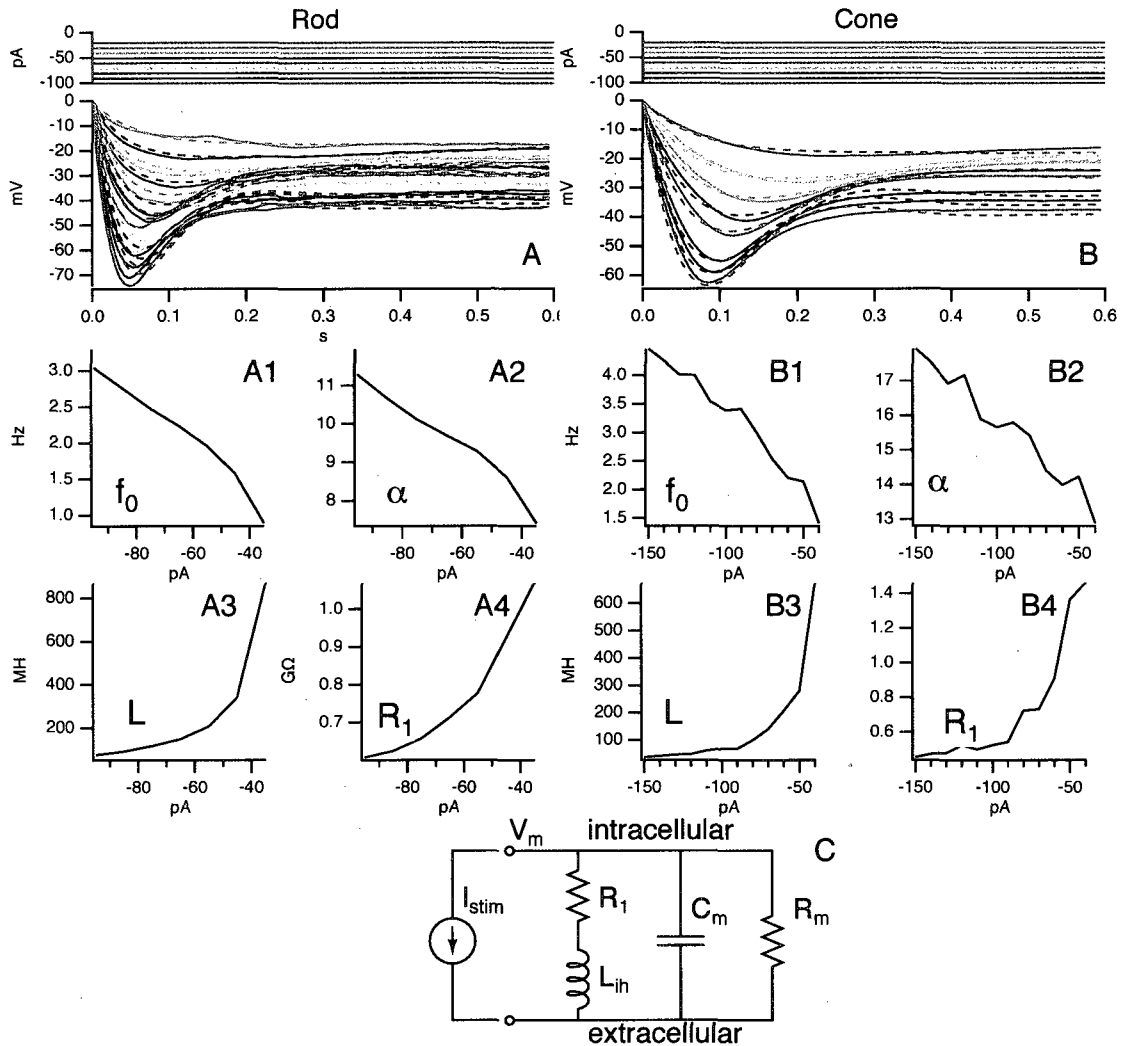 Rod
Cone
0
-50
-100
pA
0
-50
-100
pA
0
-10
-20
-30
-40
-50
-60
-70
mV
A
0.0
0.1
0.2
0.3
0.4
0.5
s
0
-10
-20
-30
-40
-50
-60
mV
B
0.0
0.1
0.2
0.3
0.4
0.5
0.6
A1
3.0
2.5
2.0
1.5
1.0
Hz
f0
-80
-60
-40
pA
A2
11
10
9
8
α
-80
-60
-40
pA
B1
4.0
3.5
3.0
2.5
2.0
1.5
Hz
f0
-150
-100
-50
pA
B2
17
16
15
14
13
α
-150
-100
-50
pA
A3
800
600
400
200
MH
L
-80
-60
-40
pA
A4
1.0
0.9
0.8
0.7
GΩ
R1
-80
-60
-40
pA
B3
600
500
400
300
200
100
MH
L
-150
-100
-50
pA
B4
1.4
1.2
1.0
0.8
0.6
R1
-150
-100
-50
pA
Vm
intracellular
C
Istim
R1
Cm
Rm
Lih
extracellular